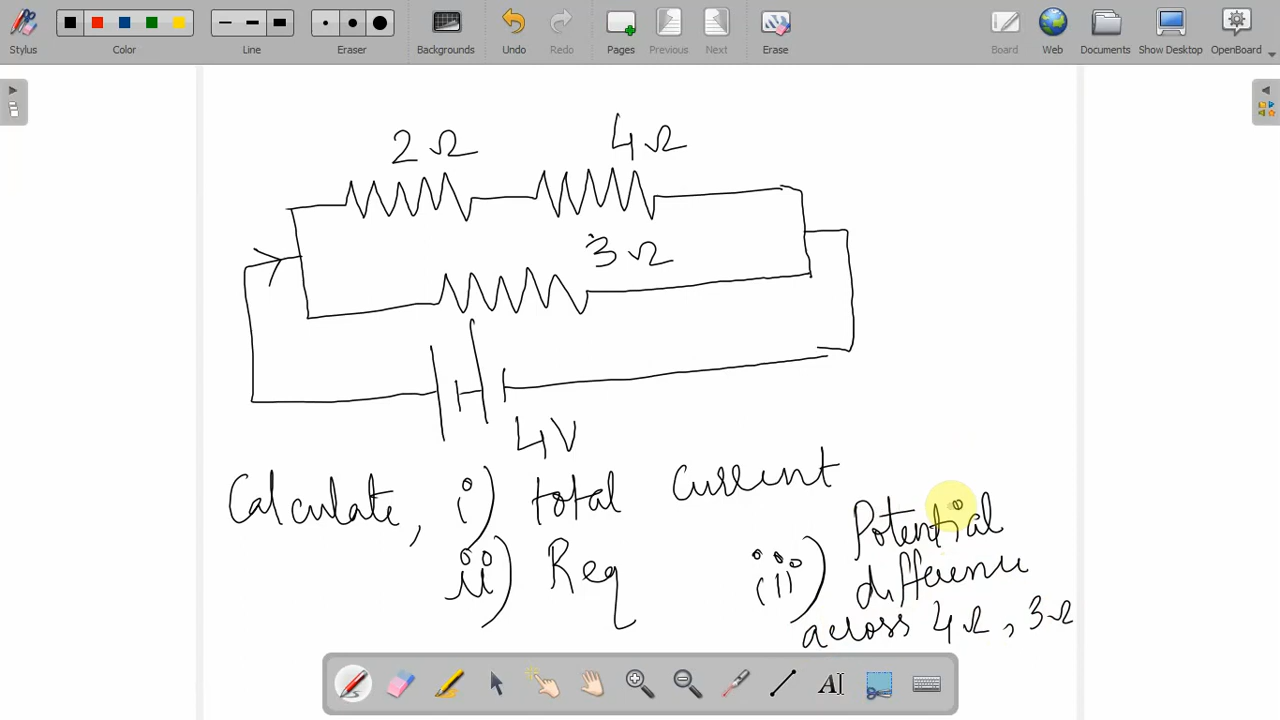 Stylus Color Line Eraser Backgrounds Undo Redo Pages Previous Next Erase Board Web Documents Show Desktop OpenBoard
2 Ω 4 Ω
3 Ω
4V
Calculate, i) total current
ii) Req
iii) Potential
difference
across 4Ω, 3Ω
AI